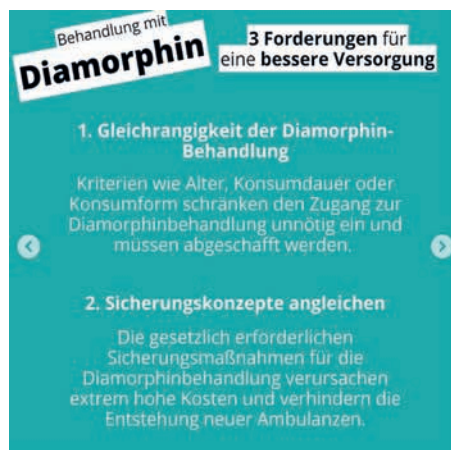 Behandlung mit
Diamorphin
3 Forderungen für
eine bessere Versorgung
1. Gleichrangigkeit der Diamorphin-
Behandlung
Kriterien wie Alter, Konsumdauer oder
Konsumform schränken den Zugang zur
Diamorphinbehandlung unnötig ein und
müssen abgeschafft werden.
2. Sicherungskonzepte angleichen
Die gesetzlich erforderlichen
Sicherungsmaßnahmen für die
Diamorphinbehandlung verursachen
extrem hohe Kosten und verhindern die
Entstehung neuer Ambulanzen.